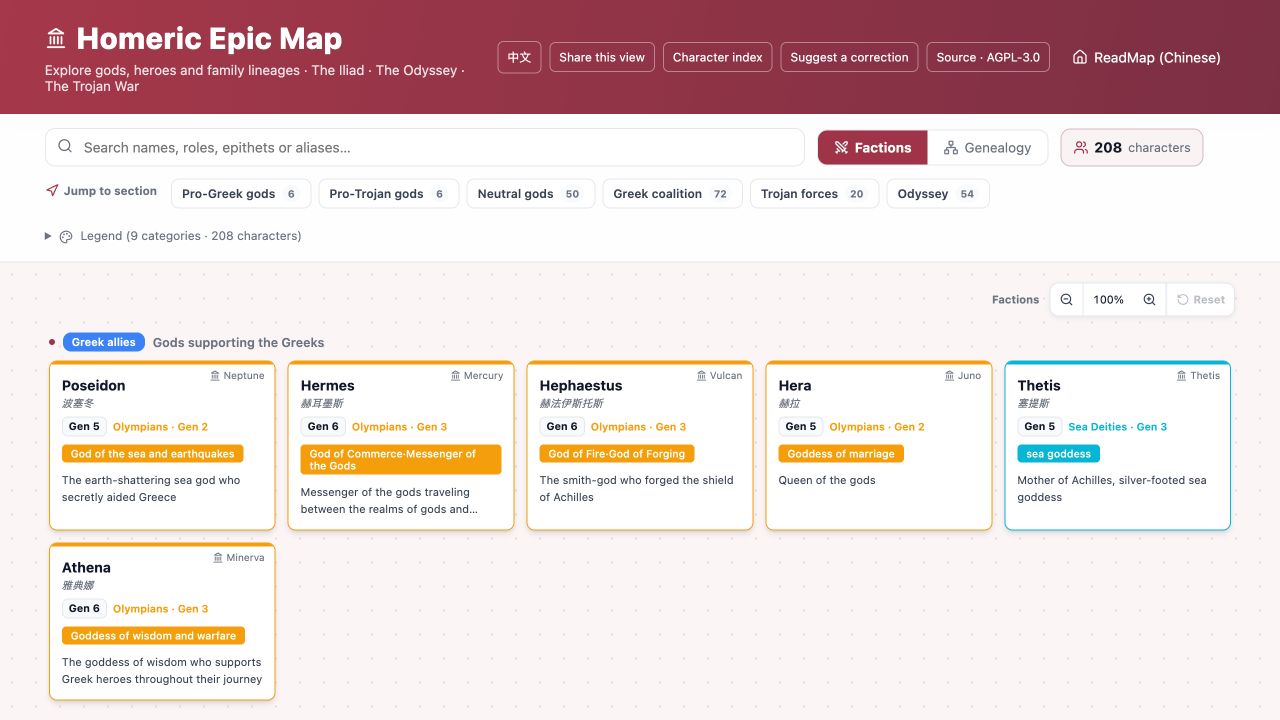 Homeric Epic Map
Explore gods, heroes and family lineages · The Iliad · The Odyssey ·
The Trojan War
中文
Share this view
Character index
Suggest a correction
Source · AGPL-3.0
ReadMap (Chinese)
Search names, roles, epithets or aliases...
Factions
Genealogy
208 characters
Jump to section
Pro-Greek gods 6
Pro-Trojan gods 6
Neutral gods 50
Greek coalition 72
Trojan forces 20
Odyssey 54
Legend (9 categories · 208 characters)
Factions
100%
Reset
Greek allies
Gods supporting the Greeks
Neptune
Poseidon
波塞冬
Gen 5
Olympians · Gen 2
God of the sea and earthquakes
The earth-shattering sea god who
secretly aided Greece
Mercury
Hermes
赫耳墨斯
Gen 6
Olympians · Gen 3
God of Commerce·Messenger of
the Gods
Messenger of the gods traveling
between the realms of gods and...
Vulcan
Hephaestus
赫法伊斯托斯
Gen 6
Olympians · Gen 3
God of Fire·God of Forging
The smith-god who forged the shield
of Achilles
Juno
Hera
赫拉
Gen 5
Olympians · Gen 2
Goddess of marriage
Queen of the gods
Thetis
Thetis
塞提斯
Gen 5
Sea Deities · Gen 3
sea goddess
Mother of Achilles, silver-footed sea
goddess
Minerva
Athena
雅典娜
Gen 6
Olympians · Gen 3
Goddess of wisdom and warfare
The goddess of wisdom who supports
Greek heroes throughout their journey